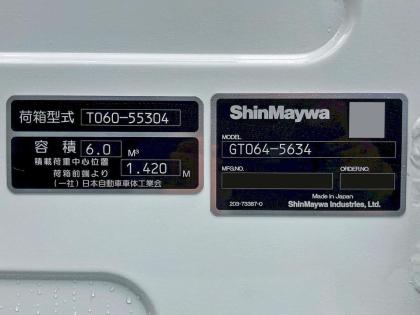 荷箱型式 T060-55304
容積 6.0 M³
積載荷重中心位置
荷箱前端より 1.420 M
(一社)日本自動車車体工業会
ShinMaywa
MODEL
GT064-5634
MFG.NO. ORDER.NO.
Made in Japan
203-73387-0 ShinMaywa Industries, Ltd.